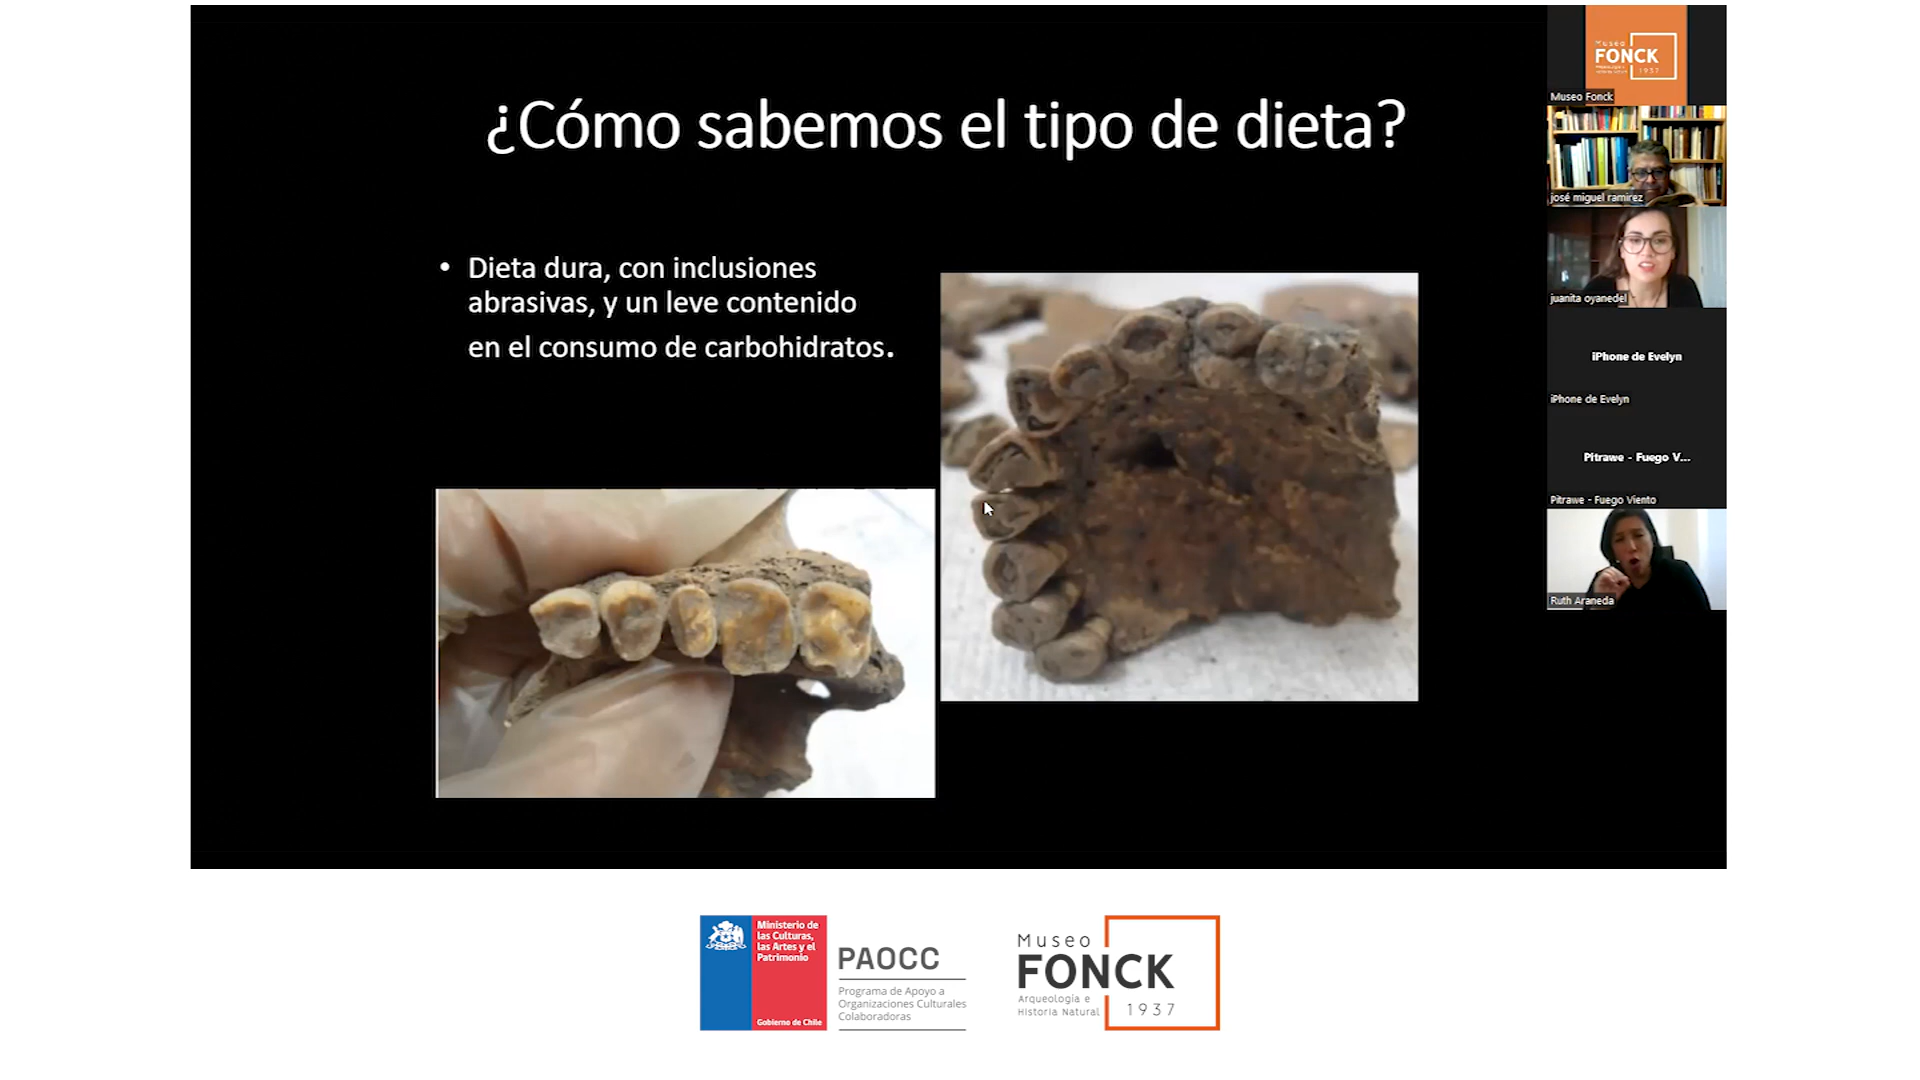 ¿Cómo sabemos el tipo de dieta?
• Dieta dura, con inclusiones
abrasivas, y un leve contenido
en el consumo de carbohidratos.
Museo
FONCK
1937
Museo Fonck
josé miguel ramirez
juanita oyanedel
iPhone de Evelyn
iPhone de Evelyn
Pitrawe - Fuego V...
Pitrawe - Fuego Viento
Ruth Araneda
Ministerio de
las Culturas,
las Artes y el
Patrimonio
Gobierno de Chile
PAOCC
Programa de Apoyo a
Organizaciones Culturales
Colaboradoras
Museo
FONCK
Arqueología e
Historia Natural
1937